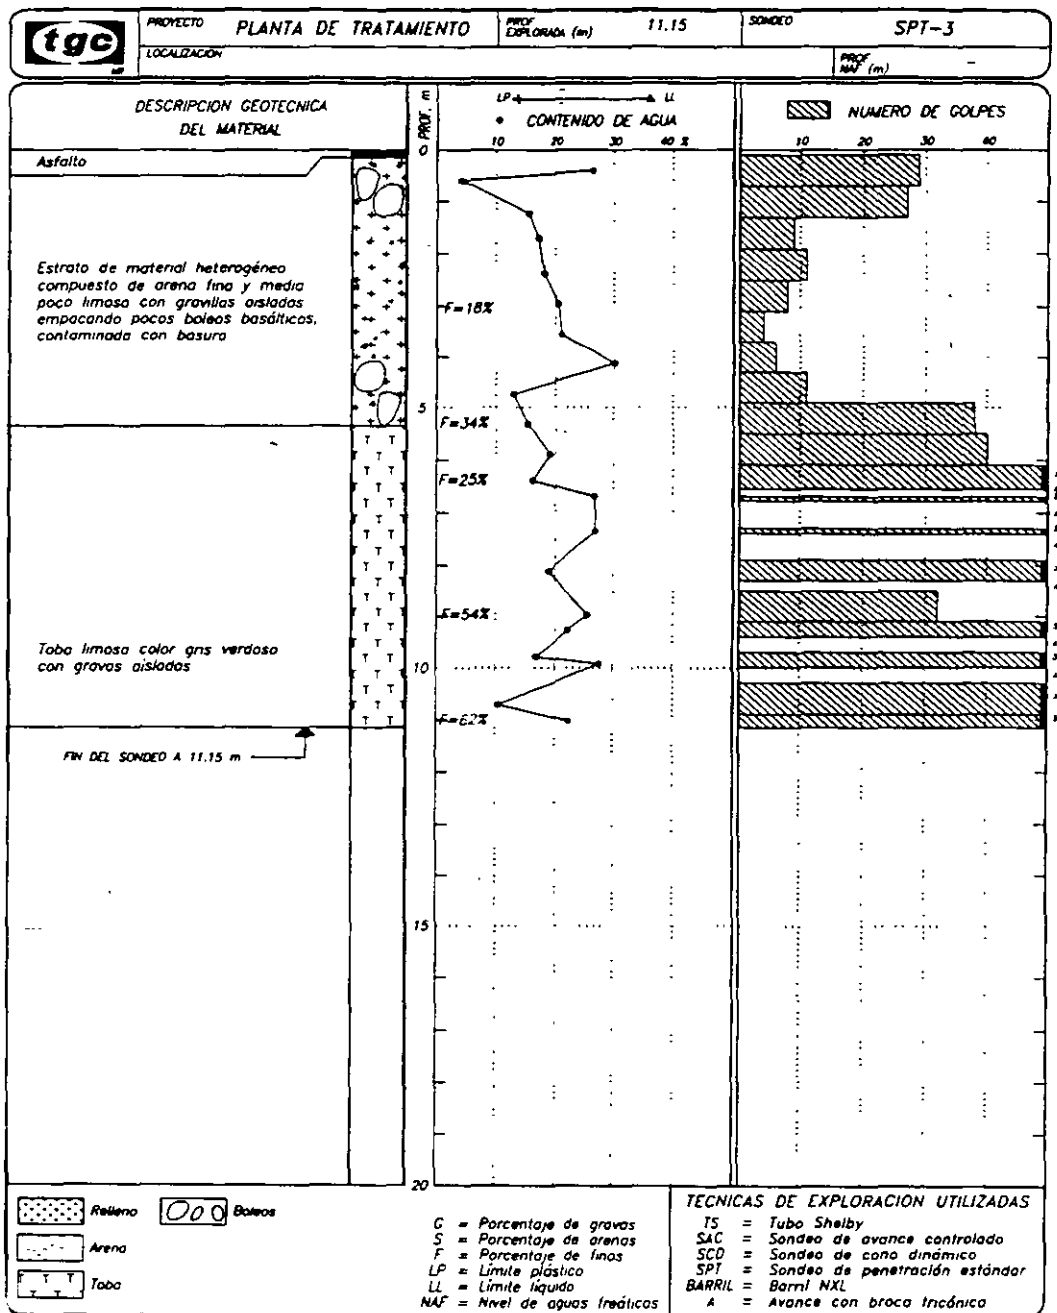 tgc
PROYECTO PLANTA DE TRATAMIENTO
PROF EXPLORADA (m) 11.15
SONDEO SPT-3
LOCALIZACION
PROF NAF (m) -
DESCRIPCION GEOTECNICA
DEL MATERIAL
PROF. m
LP LL
CONTENIDO DE AGUA
10 20 30 40 %
NUMERO DE GOLPES
10 20 30 40
0
Asfalto
Estrato de material heterogéneo
compuesto de arena fina y media
poco limosa con gravillas aisladas
empacando pocos boleos basálticos,
contaminada con basura
F=18%
5
F=34%
F=25%
F=54%
Toba limosa color gris verdoso
con gravas aisladas
10
F=62%
FIN DEL SONDEO A 11.15 m
15
20
Relleno
Boleos
Arena
Toba
G = Porcentaje de gravas
S = Porcentaje de arenas
F = Porcentaje de finos
LP = Límite plástico
LL = Límite líquido
NAF = Nivel de aguas freáticas
TECNICAS DE EXPLORACION UTILIZADAS
TS = Tubo Shelby
SAC = Sondeo de avance controlado
SCD = Sondeo de cono dinámico
SPT = Sondeo de penetración estándar
BARRIL = Barril NXL
A = Avance con broca tricónica